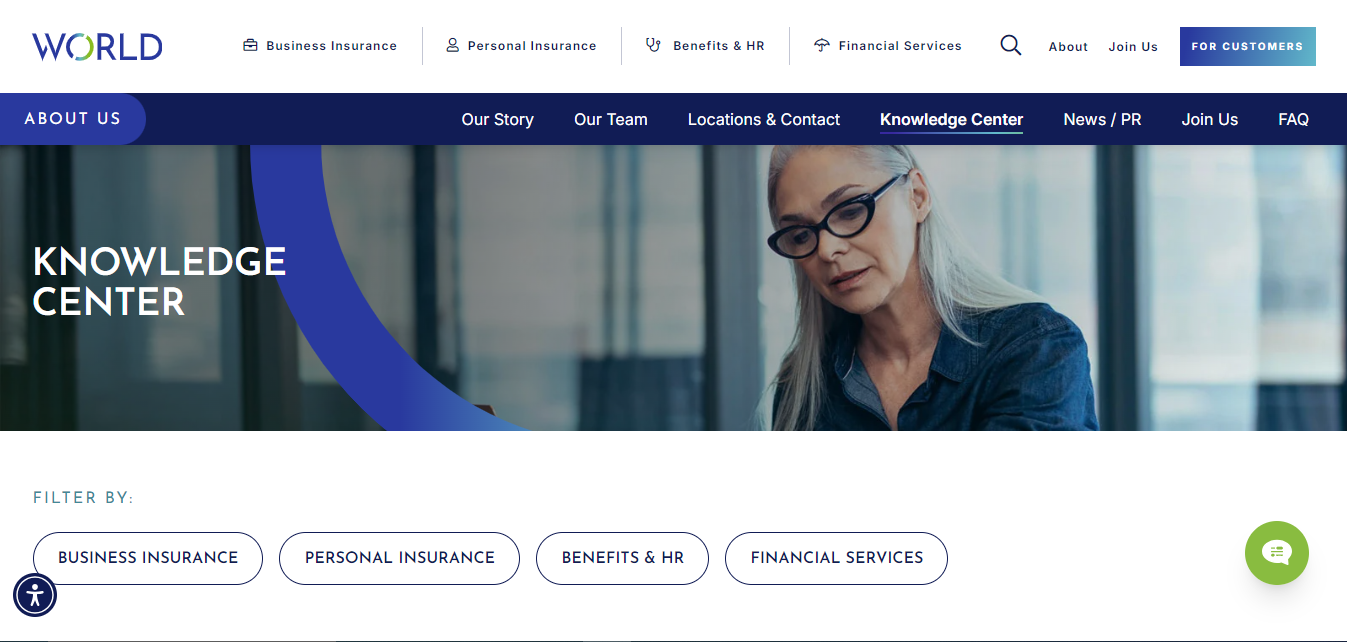 WORLD
Business Insurance
Personal Insurance
Benefits & HR
Financial Services
About
Join Us
FOR CUSTOMERS
ABOUT US
Our Story
Our Team
Locations & Contact
Knowledge Center
News / PR
Join Us
FAQ
KNOWLEDGE
CENTER
FILTER BY:
BUSINESS INSURANCE
PERSONAL INSURANCE
BENEFITS & HR
FINANCIAL SERVICES